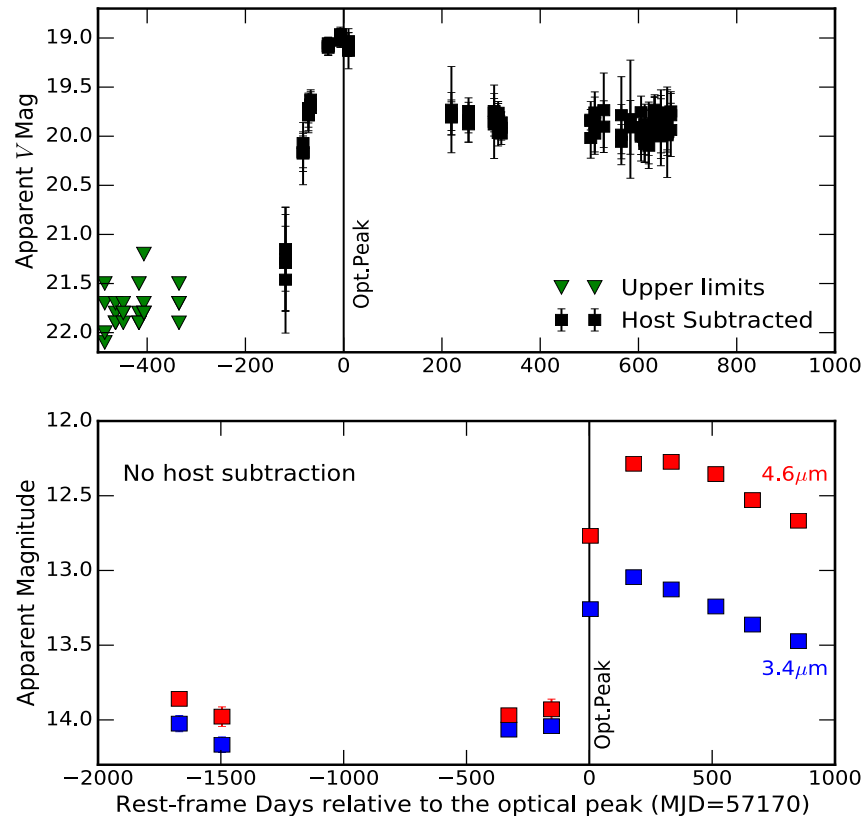 Apparent V Mag
19.0
19.5
20.0
20.5
21.0
21.5
22.0
Opt.Peak
Upper limits
Host Subtracted
−400 −200 0 200 400 600 800 1000
Apparent Magnitude
12.0
12.5
13.0
13.5
14.0
No host subtraction
4.6μm
3.4μm
Opt.Peak
−2000 −1500 −1000 −500 0 500 1000
Rest-frame Days relative to the optical peak (MJD=57170)